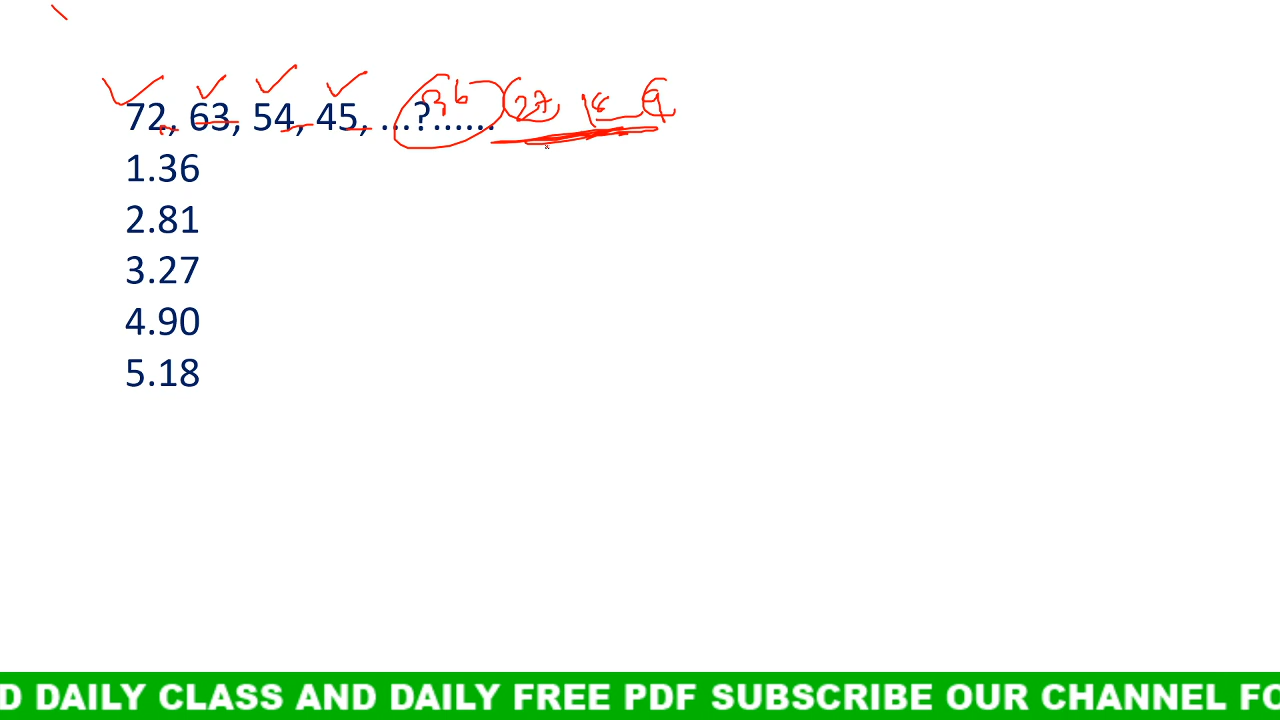 72, 63, 54, 45, ...?...... 36 27, 18 9
1.36
2.81
3.27
4.90
5.18
D DAILY CLASS AND DAILY FREE PDF SUBSCRIBE OUR CHANNEL FO